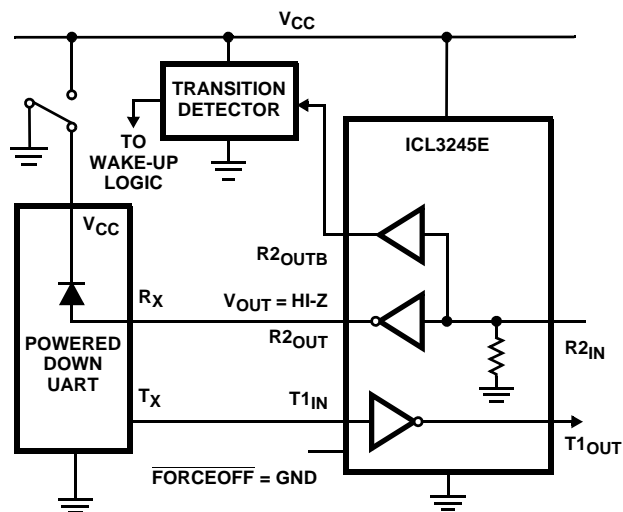 VCC
TRANSITION
DETECTOR
TO
WAKE-UP
LOGIC
ICL3245E
VCC
R2OUTB
RX
VOUT = HI-Z
R2OUT
R2IN
POWERED
DOWN
UART
TX
T1IN
T1OUT
FORCEOFF = GND